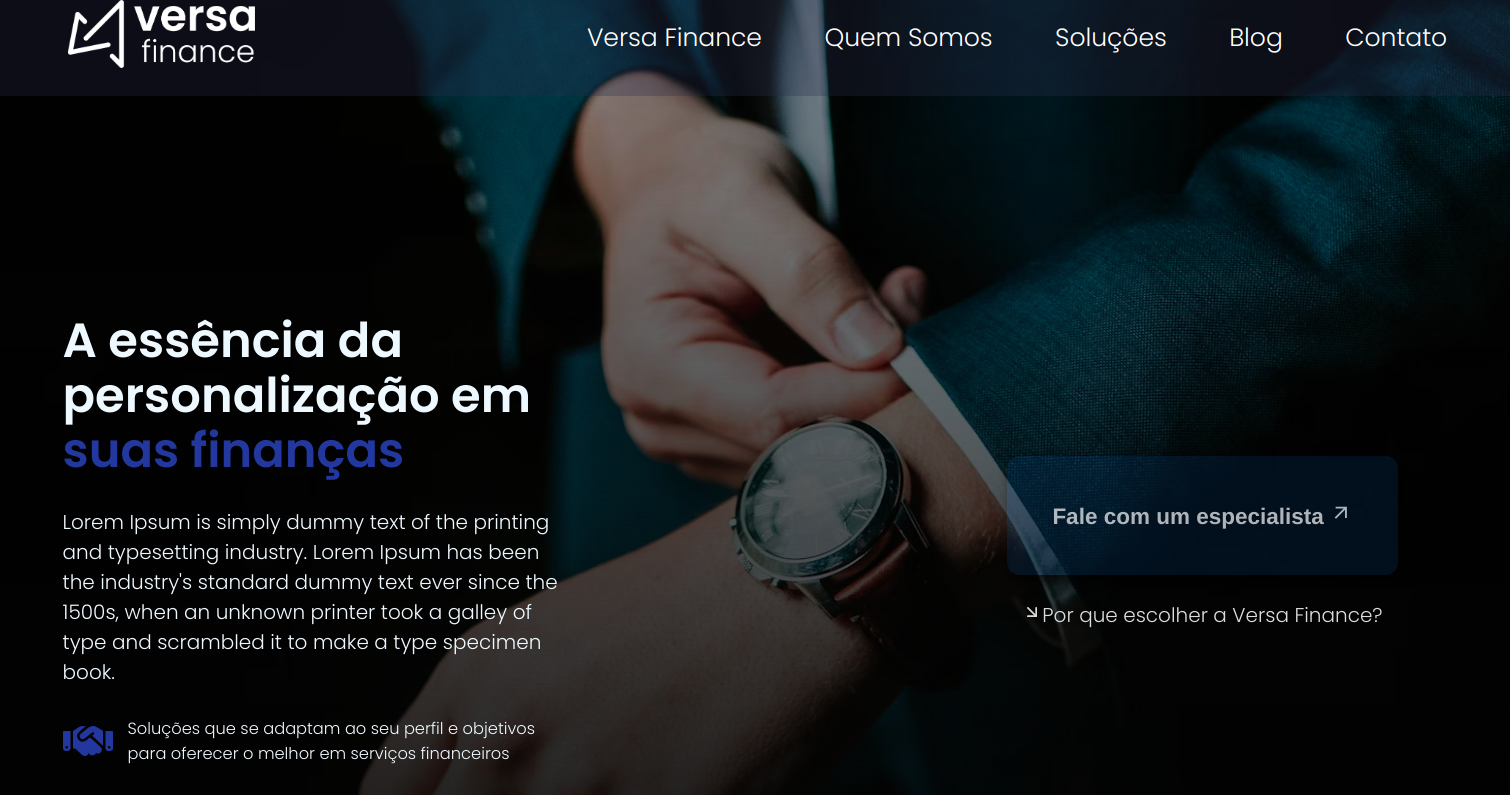 versa
finance
Versa Finance
Quem Somos
Soluções
Blog
Contato
A essência da
personalização em
suas finanças
Lorem Ipsum is simply dummy text of the printing
and typesetting industry. Lorem Ipsum has been
the industry's standard dummy text ever since the
1500s, when an unknown printer took a galley of
type and scrambled it to make a type specimen
book.
Soluções que se adaptam ao seu perfil e objetivos
para oferecer o melhor em serviços financeiros
Fale com um especialista
Por que escolher a Versa Finance?